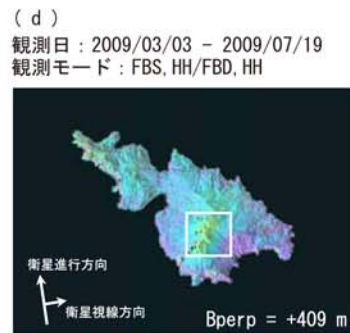 (d)
観測日:2009/03/03 - 2009/07/19
観測モード:FBS,HH/FBD,HH
衛星進行方向
衛星視線方向
Bperp = +409 m